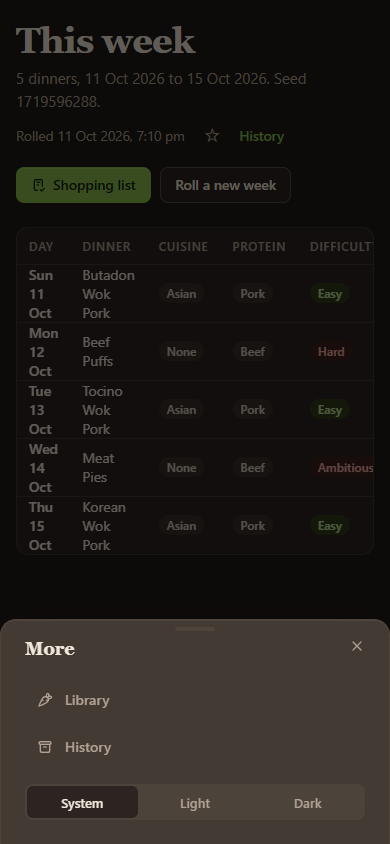 This week
5 dinners, 11 Oct 2026 to 15 Oct 2026. Seed
1719596288.
Rolled 11 Oct 2026, 7:10 pm ☆ History
Shopping list Roll a new week
DAY DINNER CUISINE PROTEIN DIFFICULT
Sun 11 Oct Butadon Wok Pork Asian Pork Easy
Mon 12 Oct Beef Puffs None Beef Hard
Tue 13 Oct Tocino Wok Pork Asian Pork Easy
Wed 14 Oct Meat Pies None Beef Ambitious
Thu 15 Oct Korean Wok Pork Asian Pork Easy
More
Library
History
System Light Dark